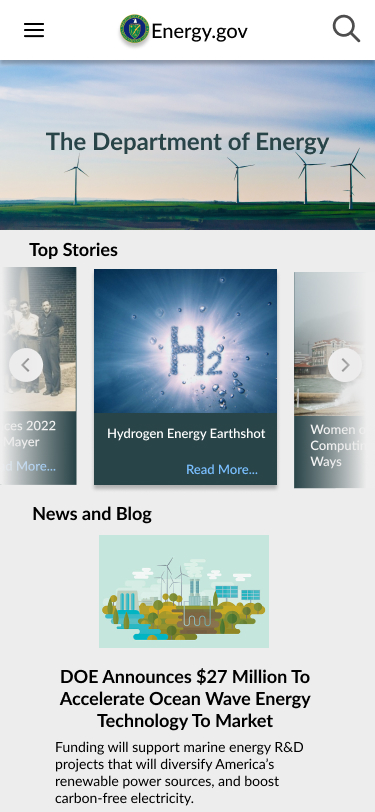 Energy.gov
The Department of Energy
Top Stories
ces 2022
Mayer
d More...
H2
Hydrogen Energy Earthshot
Read More...
Women
Computin
Ways
News and Blog
DOE Announces $27 Million To
Accelerate Ocean Wave Energy
Technology To Market
Funding will support marine energy R&D
projects that will diversify America's
renewable power sources, and boost
carbon-free electricity.